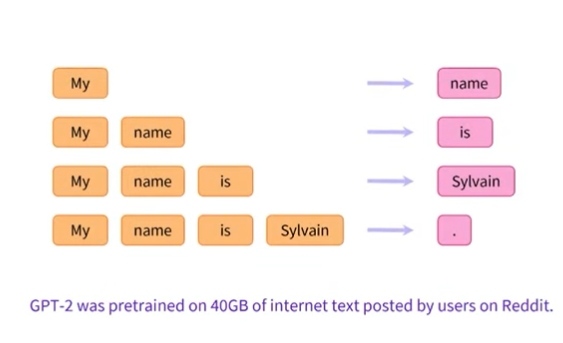 My name
My name is
My name is Sylvain
My name is Sylvain .
GPT-2 was pretrained on 40GB of internet text posted by users on Reddit.